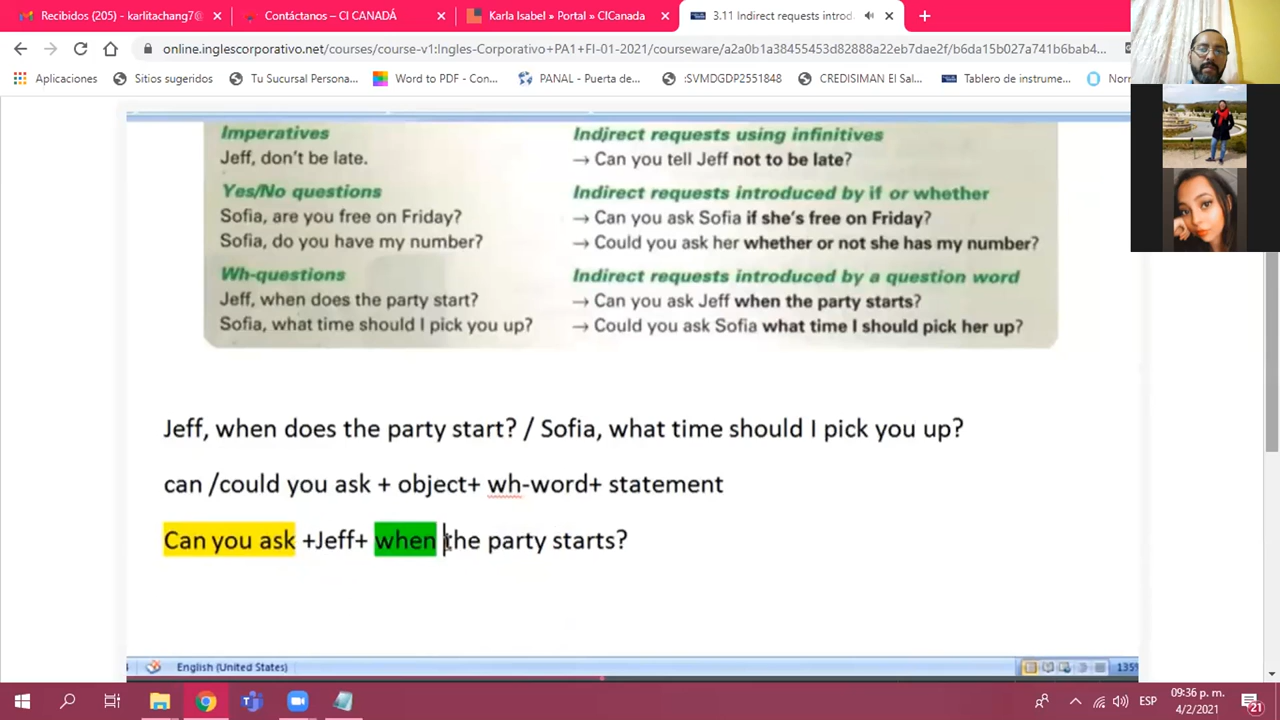 Recibidos (205) - karlitachang7@
Contáctanos – CI CANADÁ
Karla Isabel » Portal » CICanada
3.11 Indirect requests introd
online.inglescorporativo.net/courses/course-v1:Ingles-Corporativo+PA1+FI-01-2021/courseware/a2a0b1a38455453d82888a22eb7dae2f/b6da15b027a741b6bab4...
Aplicaciones
Sitios sugeridos
Tu Sucursal Persona...
Word to PDF - Con...
PANAL - Puerta de...
:SVMDGDP2551848
CREDISIMAN El Sal...
Tablero de instrume...
Imperatives
Jeff, don't be late.
Indirect requests using infinitives
→ Can you tell Jeff not to be late?
Yes/No questions
Sofia, are you free on Friday?
Sofia, do you have my number?
Indirect requests introduced by if or whether
→ Can you ask Sofia if she's free on Friday?
→ Could you ask her whether or not she has my number?
Wh-questions
Jeff, when does the party start?
Sofia, what time should I pick you up?
Indirect requests introduced by a question word
→ Can you ask Jeff when the party starts?
→ Could you ask Sofia what time I should pick her up?
Jeff, when does the party start? / Sofia, what time should I pick you up?
can /could you ask + object+ wh-word+ statement
Can you ask +Jeff+ when the party starts?
English (United States)
135%
ESP
09:36 p. m.
4/2/2021
21